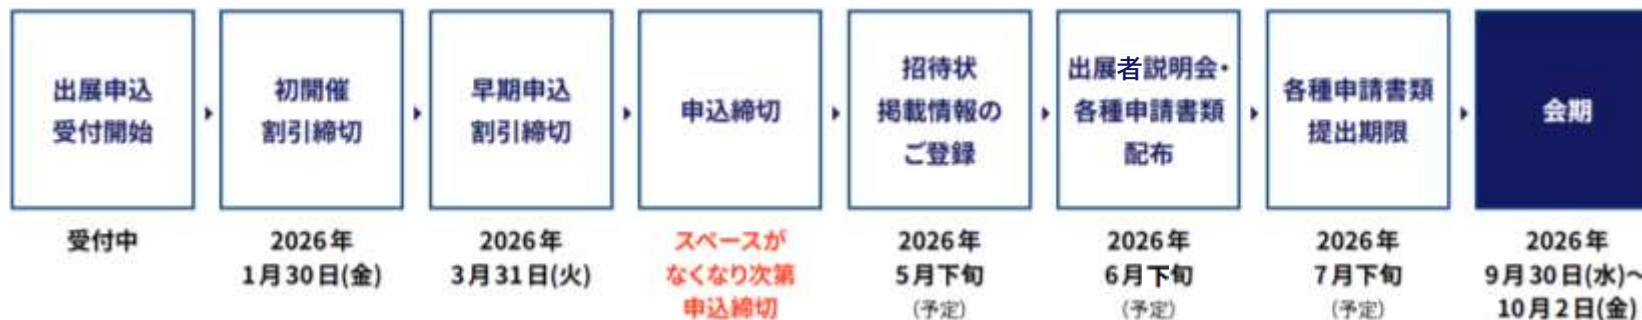 出展申込
受付開始
初開催
割引締切
早期申込
割引締切
申込締切
招待状
掲載情報の
ご登録
出展者説明会・
各種申請書類
配布
各種申請書類
提出期限
会期
受付中
2026年
1月30日(金)
2026年
3月31日(火)
スペースが
なくなり次第
申込締切
2026年
5月下旬
(予定)
2026年
6月下旬
(予定)
2026年
7月下旬
(予定)
2026年
9月30日(水)～
10月2日(金)